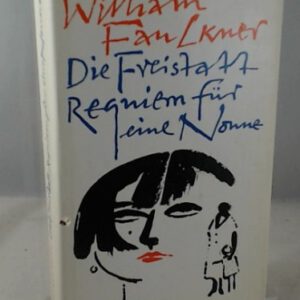 William
Faulkner
Die Freistatt
Requiem für
eine Nonne